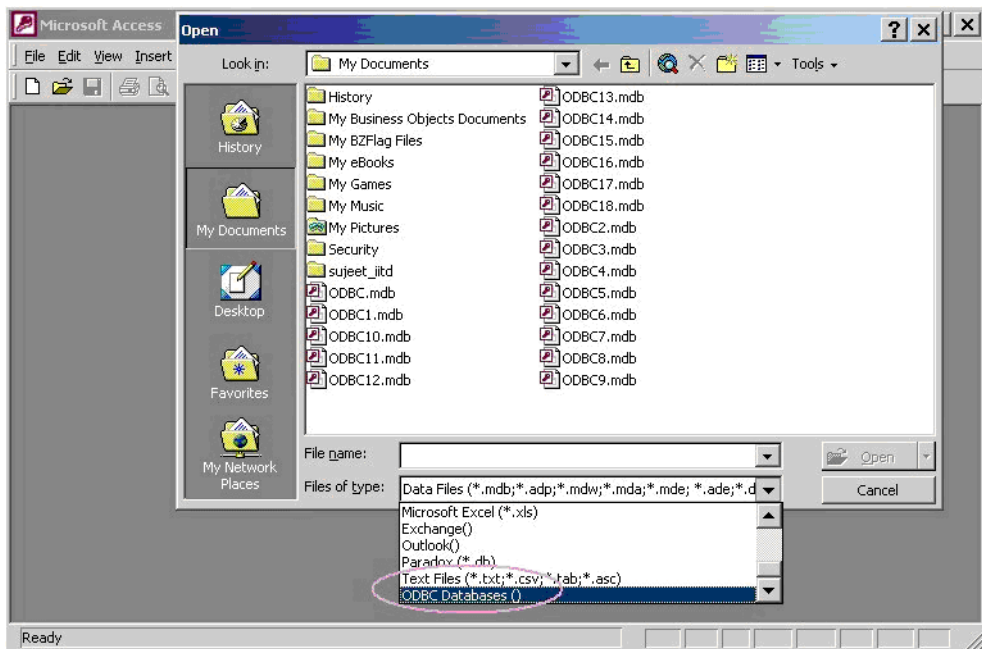 Microsoft Access
Open
File Edit View Insert
Look in:
My Documents
Tools
History
My Documents
Desktop
Favorites
My Network
Places
History
My Business Objects Documents
My BZFlag Files
My eBooks
My Games
My Music
My Pictures
Security
sujeet_iitd
ODBC.mdb
ODBC1.mdb
ODBC10.mdb
ODBC11.mdb
ODBC12.mdb
ODBC13.mdb
ODBC14.mdb
ODBC15.mdb
ODBC16.mdb
ODBC17.mdb
ODBC18.mdb
ODBC2.mdb
ODBC3.mdb
ODBC4.mdb
ODBC5.mdb
ODBC6.mdb
ODBC7.mdb
ODBC8.mdb
ODBC9.mdb
File name:
Open
Files of type:
Data Files (*.mdb;*.adp;*.mdw;*.mda;*.mde; *.ade;*.d
Cancel
Microsoft Excel (*.xls)
Exchange()
Outlook()
Paradox (*.db)
Text Files (*.txt;*.csv;*.tab;*.asc)
ODBC Databases ()
Ready